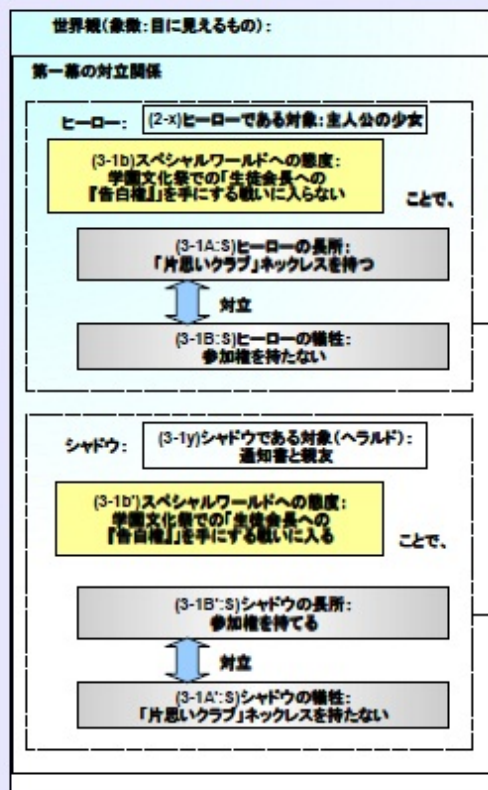 世界観(象徴:目に見えるもの):
第一幕の対立関係
ヒーロー: (2-x)ヒーローである対象:主人公の少女
(3-1b)スペシャルワールドへの態度:
学園文化祭での「生徒会長への
『告白権』」を手にする戦いに入らない
ことで、
(3-1A:S)ヒーローの長所:
「片思いクラブ」ネックレスを持つ
対立
(3-1B:S)ヒーローの犠牲:
参加権を持たない
シャドウ: (3-1y)シャドウである対象(ヘラルド):
通知書と親友
(3-1b')スペシャルワールドへの態度:
学園文化祭での「生徒会長への
『告白権』」を手にする戦いに入る
ことで、
(3-1B':S)シャドウの長所:
参加権を持てる
対立
(3-1A':S)シャドウの犠牲:
「片思いクラブ」ネックレスを持たない